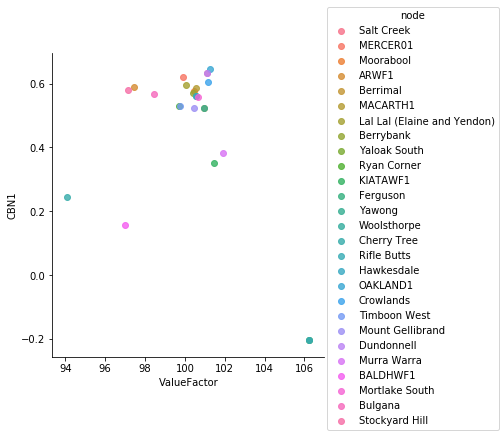 node
Salt Creek
MERCER01
Moorabool
ARWF1
Berrimal
MACARTH1
Lal Lal (Elaine and Yendon)
Berrybank
Yaloak South
Ryan Corner
KIATAWF1
Ferguson
Yawong
Woolsthorpe
Cherry Tree
Rifle Butts
Hawkesdale
OAKLAND1
Crowlands
Timboon West
Mount Gellibrand
Dundonnell
Murra Warra
BALDHWF1
Mortlake South
Bulgana
Stockyard Hill
CBN1
0.6
0.4
0.2
0.0
−0.2
94 96 98 100 102 104 106
ValueFactor